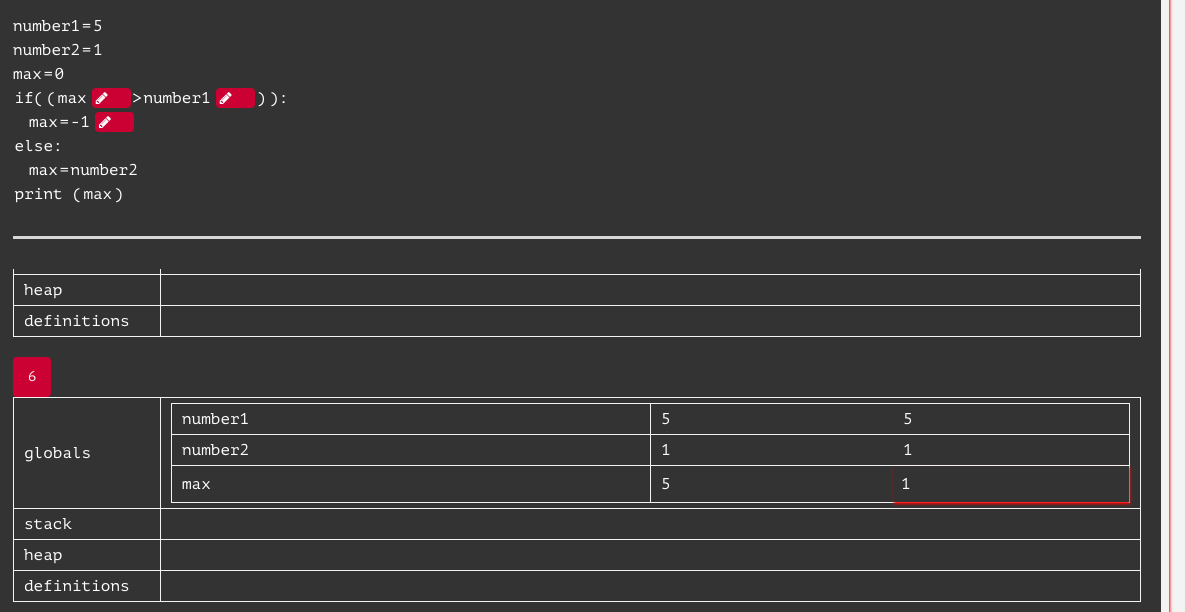 number1=5
number2=1
max=0
if((max >number1 )):
max=-1
else:
max=number2
print (max)
heap
definitions
6
globals
number1 5 5
number2 1 1
max 5 1
stack
heap
definitions